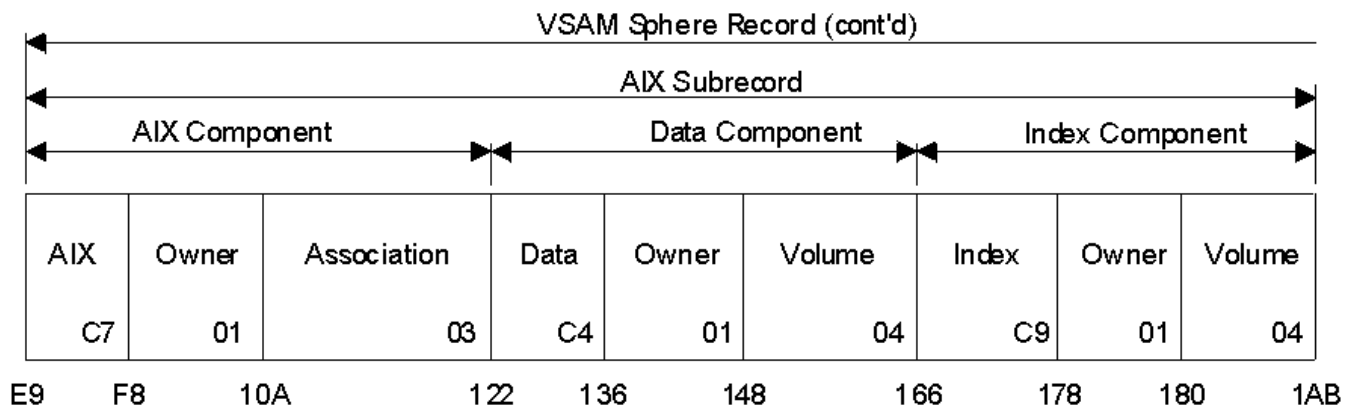 VSAM Sphere Record (cont'd)
AIX Subrecord
AIX Component Data Component Index Component
AIX Owner Association Data Owner Volume Index Owner Volume
C7 01 03 C4 01 04 C9 01 04
E9 F8 10A 122 136 148 166 178 180 1AB